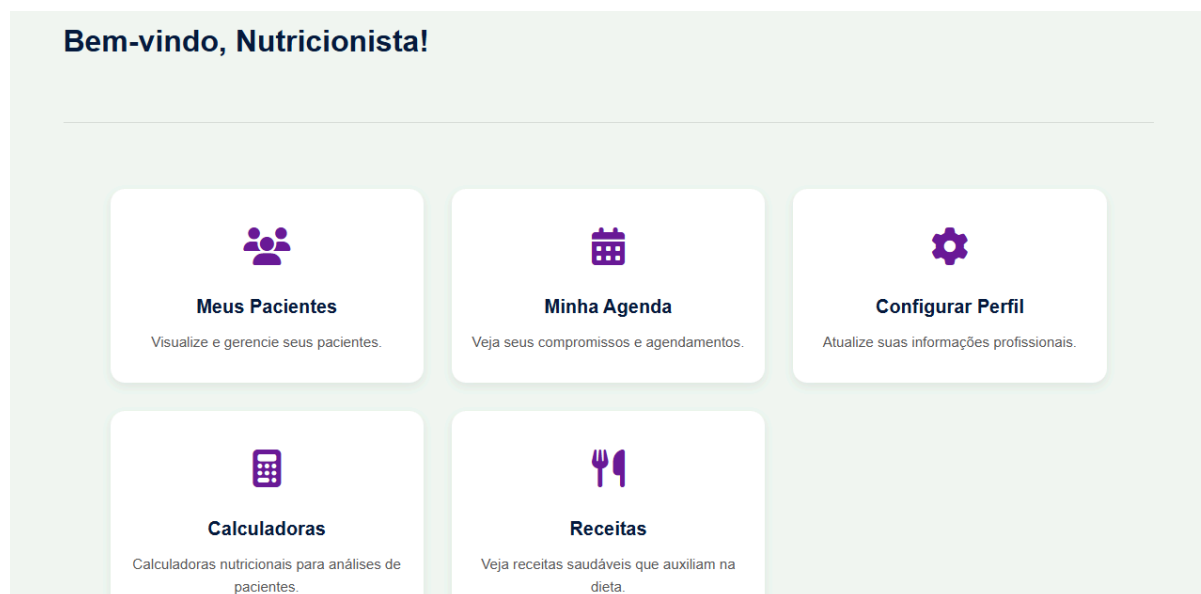 Bem-vindo, Nutricionista!
Meus Pacientes
Visualize e gerencie seus pacientes.
Minha Agenda
Veja seus compromissos e agendamentos.
Configurar Perfil
Atualize suas informações profissionais.
Calculadoras
Calculadoras nutricionais para análises de
pacientes.
Receitas
Veja receitas saudáveis que auxiliam na
dieta.